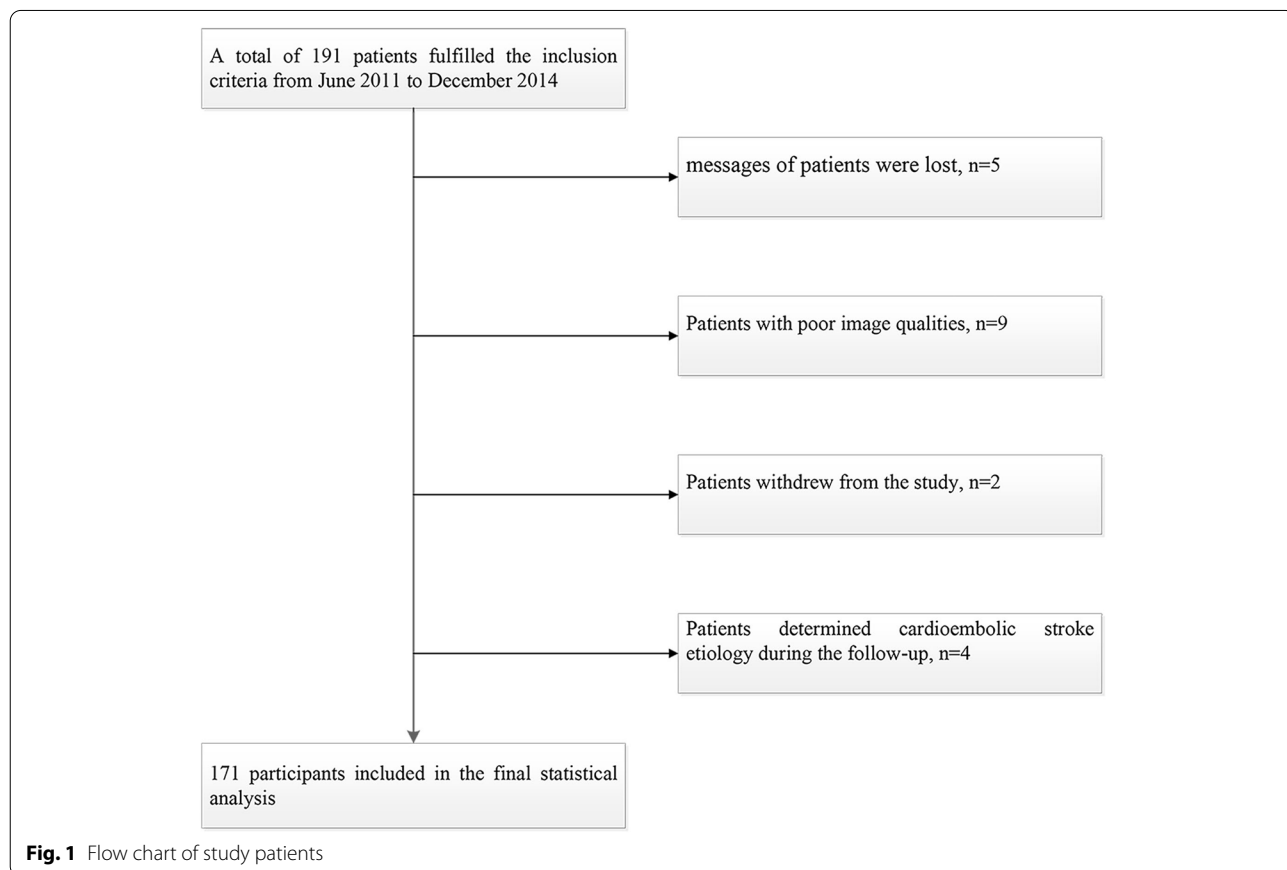 A total of 191 patients fulfilled the inclusion
criteria from June 2011 to December 2014
messages of patients were lost, n=5
Patients with poor image qualities, n=9
Patients withdrew from the study, n=2
Patients determined cardioembolic stroke
etiology during the follow-up, n=4
171 participants included in the final statistical
analysis
Fig. 1 Flow chart of study patients